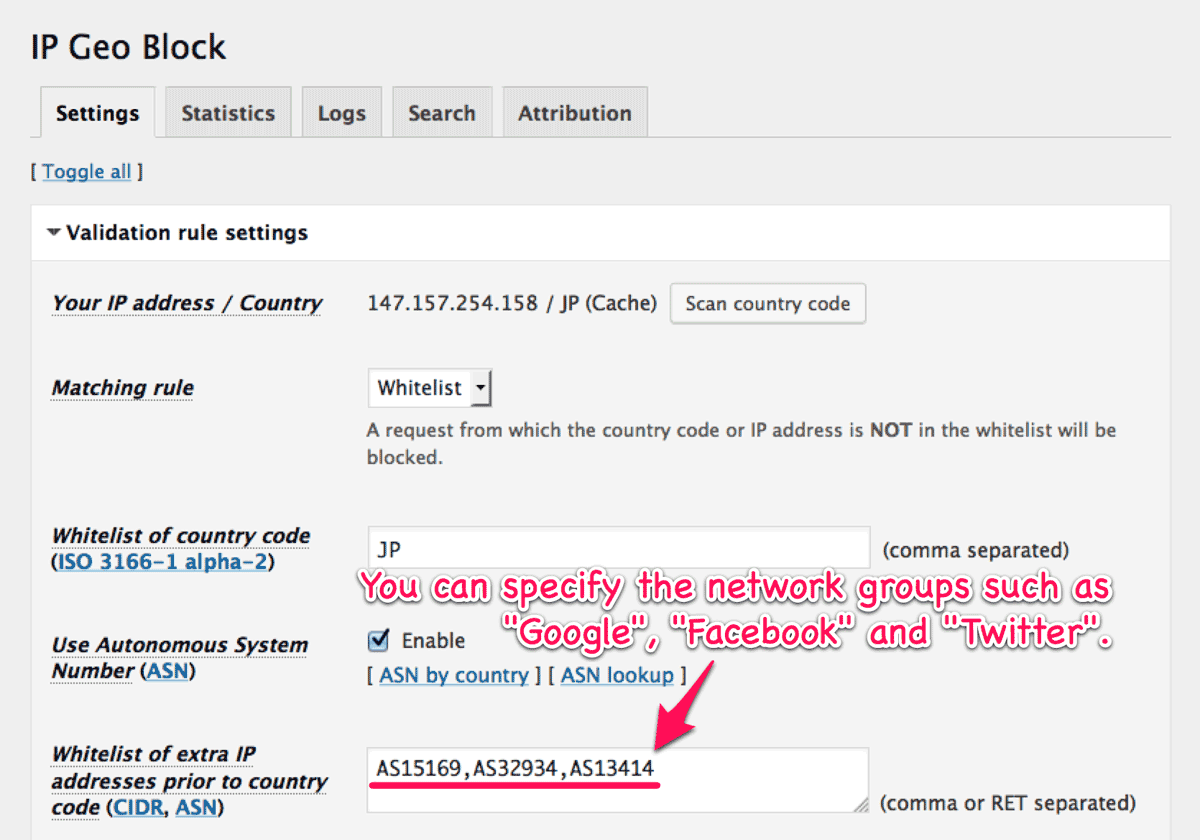 IP Geo Block
Settings Statistics Logs Search Attribution
[ Toggle all ]
Validation rule settings
Your IP address / Country 147.157.254.158 / JP (Cache) Scan country code
Matching rule Whitelist
A request from which the country code or IP address is NOT in the whitelist will be
blocked.
Whitelist of country code
(ISO 3166-1 alpha-2)
JP (comma separated)
You can specify the network groups such as
"Google", "Facebook" and "Twitter".
Use Autonomous System
Number (ASN)
Enable
[ ASN by country ] [ ASN lookup ]
Whitelist of extra IP
addresses prior to country
code (CIDR, ASN)
AS15169,AS32934,AS13414
(comma or RET separated)